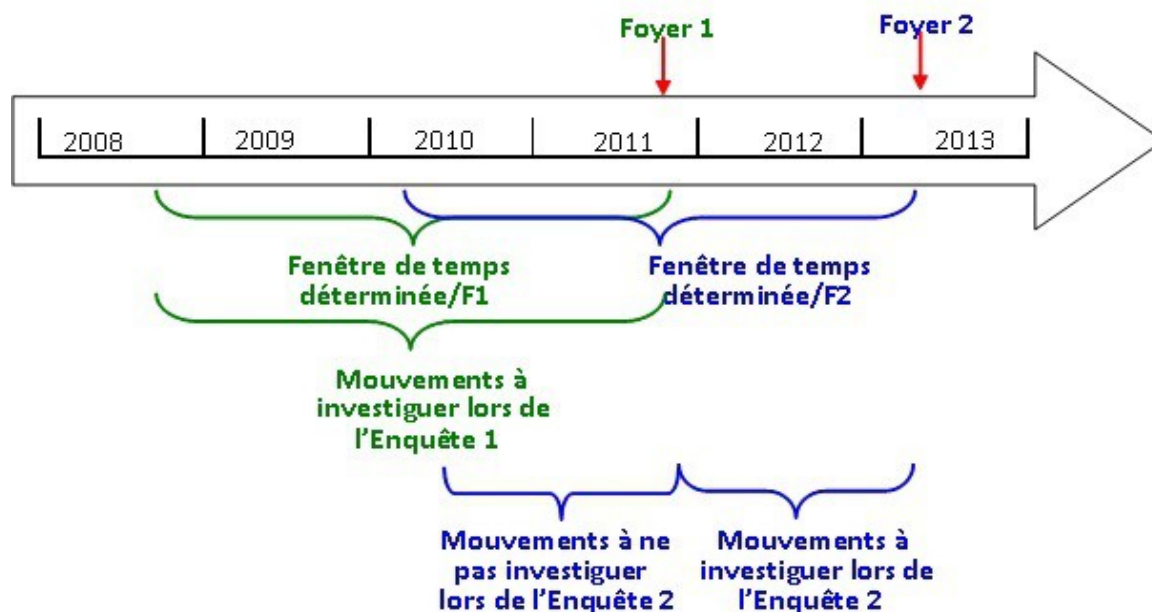 Foyer 1
Foyer 2
2008 2009 2010 2011 2012 2013
Fenêtre de temps
déterminée/F1
Fenêtre de temps
déterminée/F2
Mouvements à
investiguer lors de
l'Enquête 1
Mouvements à ne
pas investiguer
lors de l'Enquête 2
Mouvements à
investiguer lors de
l'Enquête 2